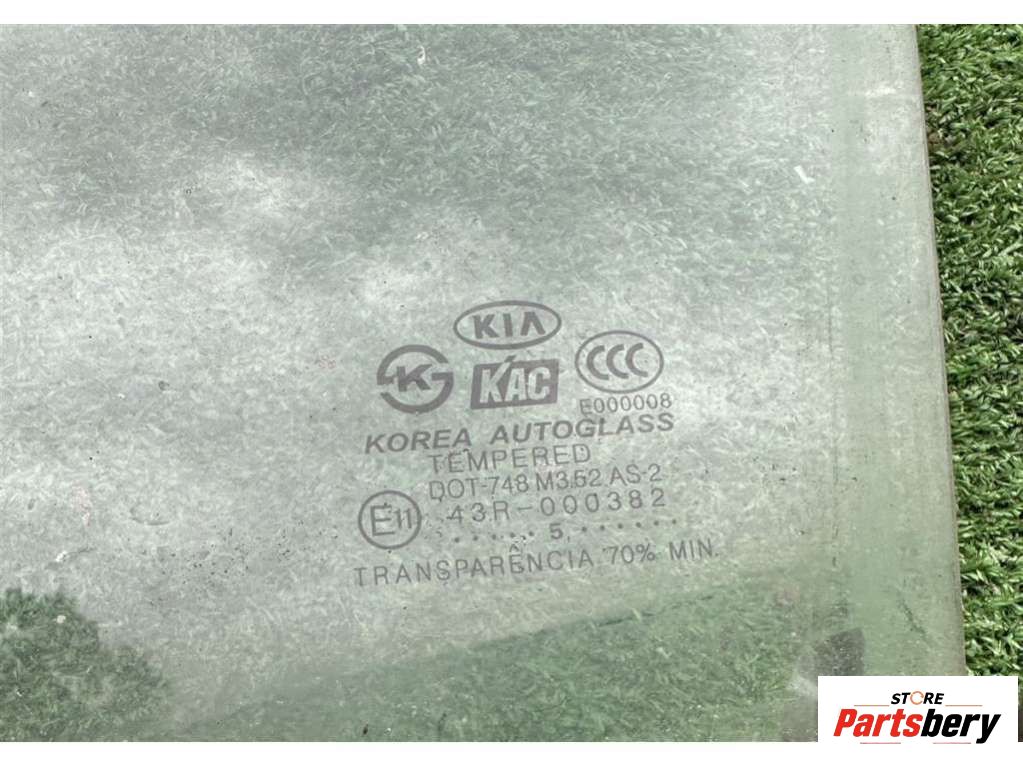 KIA
KS KAC CCC
E000008
KOREA AUTOGLASS
TEMPERED
DOT-748 M352 AS-2
E11 43R-000382
..... 5.......
TRANSPARÊNCIA 70% MIN.
STORE
Partsbery